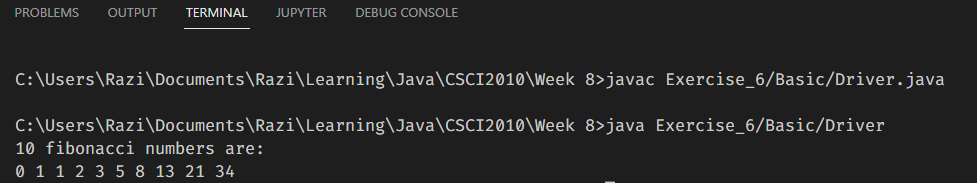 PROBLEMS OUTPUT TERMINAL JUPYTER DEBUG CONSOLE
C:\Users\Razi\Documents\Razi\Learning\Java\CSCI2010\Week 8>javac Exercise_6/Basic/Driver.java
C:\Users\Razi\Documents\Razi\Learning\Java\CSCI2010\Week 8>java Exercise_6/Basic/Driver
10 fibonacci numbers are:
0 1 1 2 3 5 8 13 21 34